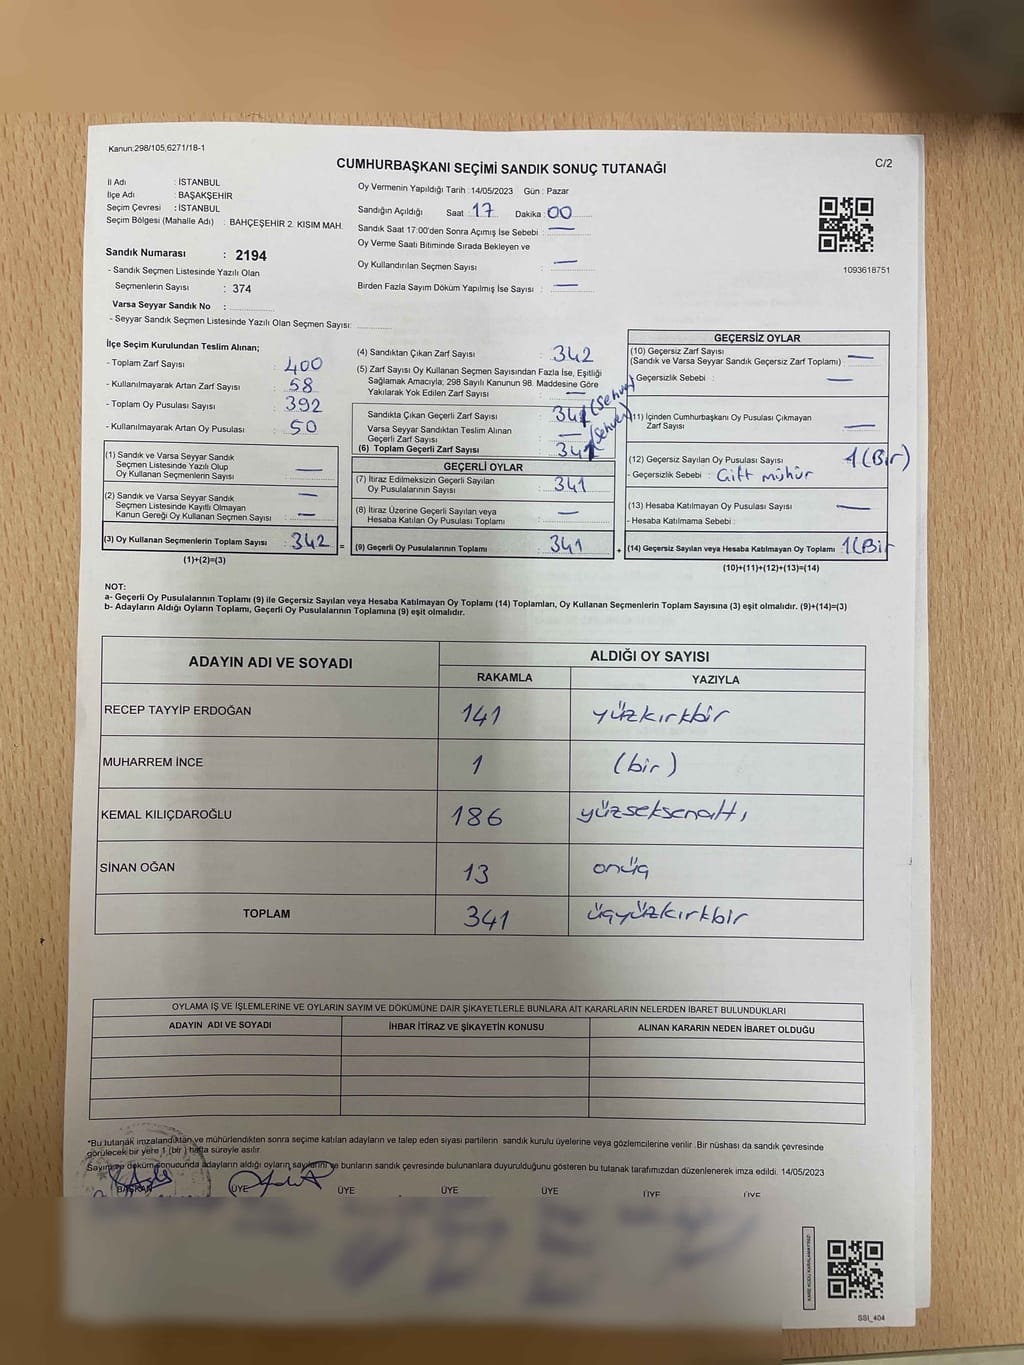 Kanun;298/105,6271/18-1
C/2
CUMHURBAŞKANI SEÇİMİ SANDIK SONUÇ TUTANAĞI
İl Adı : İSTANBUL
İlçe Adı : BAŞAKŞEHİR
Seçim Çevresi : İSTANBUL
Seçim Bölgesi (Mahalle Adı) : BAHÇEŞEHİR 2. KISIM MAH.
Sandık Numarası : 2194
- Sandık Seçmen Listesinde Yazılı Olan
Seçmenlerin Sayısı : 374
Varsa Seyyar Sandık No :
- Seyyar Sandık Seçmen Listesinde Yazılı Olan Seçmen Sayısı:
Oy Vermenin Yapıldığı Tarih :14/05/2023 Gün : Pazar
Sandığın Açıldığı Saat 17 Dakika : 00
Sandık Saat 17:00'den Sonra Açımış İse Sebebi : —
Oy Verme Saati Bitiminde Sırada Bekleyen ve
Oy Kullandırılan Seçmen Sayısı : —
Birden Fazla Sayım Döküm Yapılmış İse Sayısı : —
1093618751
İlçe Seçim Kurulundan Teslim Alınan;
- Toplam Zarf Sayısı : 400
- Kullanılmayarak Artan Zarf Sayısı : 58
- Toplam Oy Pusulası Sayısı : 392
- Kullanılmayarak Artan Oy Pusulası : 50
(1) Sandık ve Varsa Seyyar Sandık
Seçmen Listesinde Yazılı Olup
Oy Kullanan Seçmenlerin Sayısı : —
(2) Sandık ve Varsa Seyyar Sandık —
Seçmen Listesinde Kayıtlı Olmayan
Kanun Gereği Oy Kullanan Seçmen Sayısı : —
(3) Oy Kullanan Seçmenlerin Toplam Sayısı : 342 =
(1)+(2)=(3)
(4) Sandıktan Çıkan Zarf Sayısı : 342
(5) Zarf Sayısı Oy Kullanan Seçmen Sayısından Fazla İse, Eşitliği
Sağlamak Amacıyla; 298 Sayılı Kanunun 98. Maddesine Göre
Yakılarak Yok Edilen Zarf Sayısı : —
Sandıkta Çıkan Geçerli Zarf Sayısı : 341 (Sehven)
Varsa Seyyar Sandıktan Teslim Alınan
Geçerli Zarf Sayısı : —
(6) Toplam Geçerli Zarf Sayısı : 341 (Sehven)
GEÇERLİ OYLAR
(7) İtiraz Edilmeksizin Geçerli Sayılan
Oy Pusulalarının Sayısı : 341
(8) İtiraz Üzerine Geçerli Sayılan veya
Hesaba Katılan Oy Pusulası Toplamı : —
(9) Geçerli Oy Pusulalarının Toplamı : 341 +
GEÇERSİZ OYLAR
(10) Geçersiz Zarf Sayısı
(Sandık ve Varsa Seyyar Sandık Geçersiz Zarf Toplamı) : —
- Geçersizlik Sebebi : —
(11) İçinden Cumhurbaşkanı Oy Pusulası Çıkmayan
Zarf Sayısı : —
(12) Geçersiz Sayılan Oy Pusulası Sayısı : 1 (Bir)
- Geçersizlik Sebebi : Çift mühür
(13) Hesaba Katılmayan Oy Pusulası Sayısı : —
- Hesaba Katılmama Sebebi :
(14) Geçersiz Sayılan veya Hesaba Katılmayan Oy Toplamı : 1 (Bir
(10)+(11)+(12)+(13)=(14)
NOT:
a- Geçerli Oy Pusulalarının Toplamı (9) ile Geçersiz Sayılan veya Hesaba Katılmayan Oy Toplamı (14) Toplamları, Oy Kullanan Seçmenlerin Toplam Sayısına (3) eşit olmalıdır. (9)+(14)=(3)
b- Adayların Aldığı Oyların Toplamı, Geçerli Oy Pusulalarının Toplamına (9) eşit olmalıdır.
ADAYIN ADI VE SOYADI
ALDIĞI OY SAYISI
RAKAMLA YAZIYLA
RECEP TAYYİP ERDOĞAN 141 yüzkırkbir
MUHARREM İNCE 1 (bir)
KEMAL KILIÇDAROĞLU 186 yüzseksenaltı
SİNAN OĞAN 13 onüç
TOPLAM 341 üçyüzkırkbir
OYLAMA İŞ VE İŞLEMLERİNE VE OYLARIN SAYIM VE DÖKÜMÜNE DAİR ŞİKAYETLERLE BUNLARA AİT KARARLARIN NELERDEN İBARET BULUNDUKLARI
ADAYIN ADI VE SOYADI İHBAR İTİRAZ VE ŞİKAYETİN KONUSU ALINAN KARARIN NEDEN İBARET OLDUĞU
*Bu tutanak imzalandıktan ve mühürlendikten sonra seçime katılan adayların ve talep eden siyasi partilerin sandık kurulu üyelerine veya gözlemcilerine verilir .Bir nüshası da sandık çevresinde
görülecek bir yere 1 (bir ) hafta süreyle asılır.
Sayım ve döküm sonucunda adayların aldığı oyların sayılarını ve bunların sandık çevresinde bulunanlara duyurulduğunu gösteren bu tutanak tarafımızdan düzenlenerek imza edildi. 14/05/2023
BAŞKAN ÜYE ÜYE ÜYE ÜYE ÜYE ÜYE
KARE KODU KARALAMAYINIZ
SSI_404